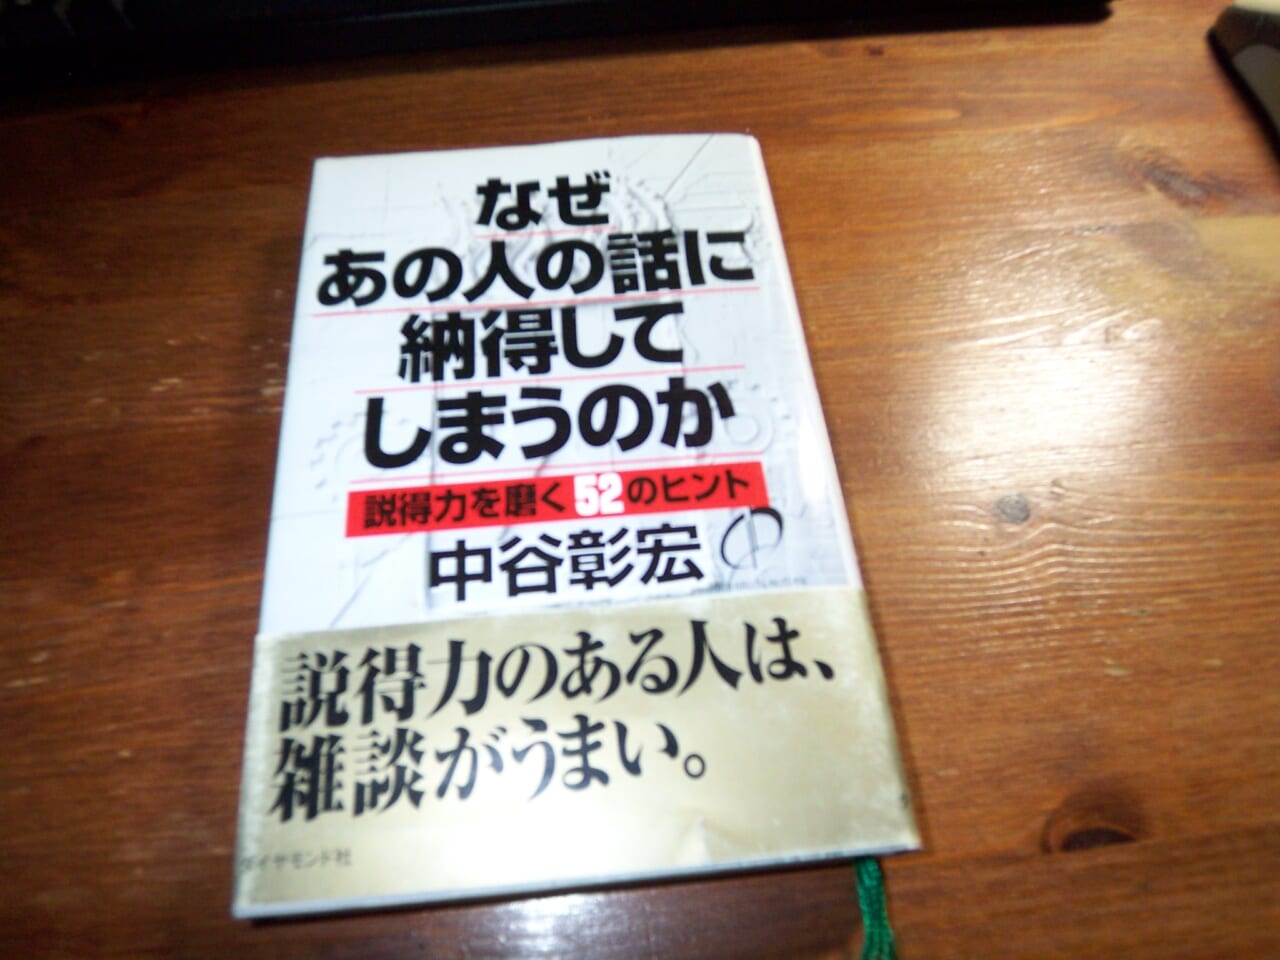 なぜ
あの人の話に
納得して
しまうのか
説得力を磨く52のヒント
中谷彰宏
説得力のある人は、
雑談がうまい。
ダイヤモンド社